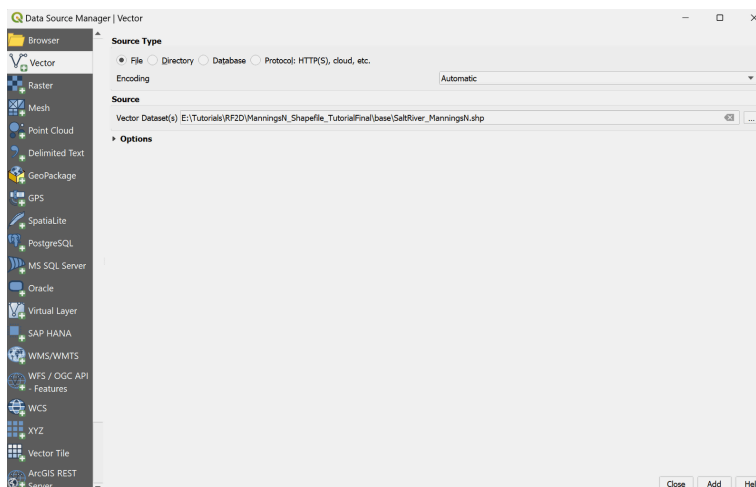 Data Source Manager | Vector
Browser
Vector
Raster
Mesh
Point Cloud
Delimited Text
GeoPackage
GPS
SpatiaLite
PostgreSQL
MS SQL Server
Oracle
Virtual Layer
SAP HANA
WMS/WMTS
WFS / OGC API
- Features
WCS
XYZ
Vector Tile
ArcGIS REST
Server
Source Type
File Directory Database Protocol: HTTP(S), cloud, etc.
Encoding Automatic
Source
Vector Dataset(s) E:\Tutorials\RF2D\ManningsN_Shapefile_TutorialFinal\base\SaltRiver_ManningsN.shp ...
Options
Close Add Hel